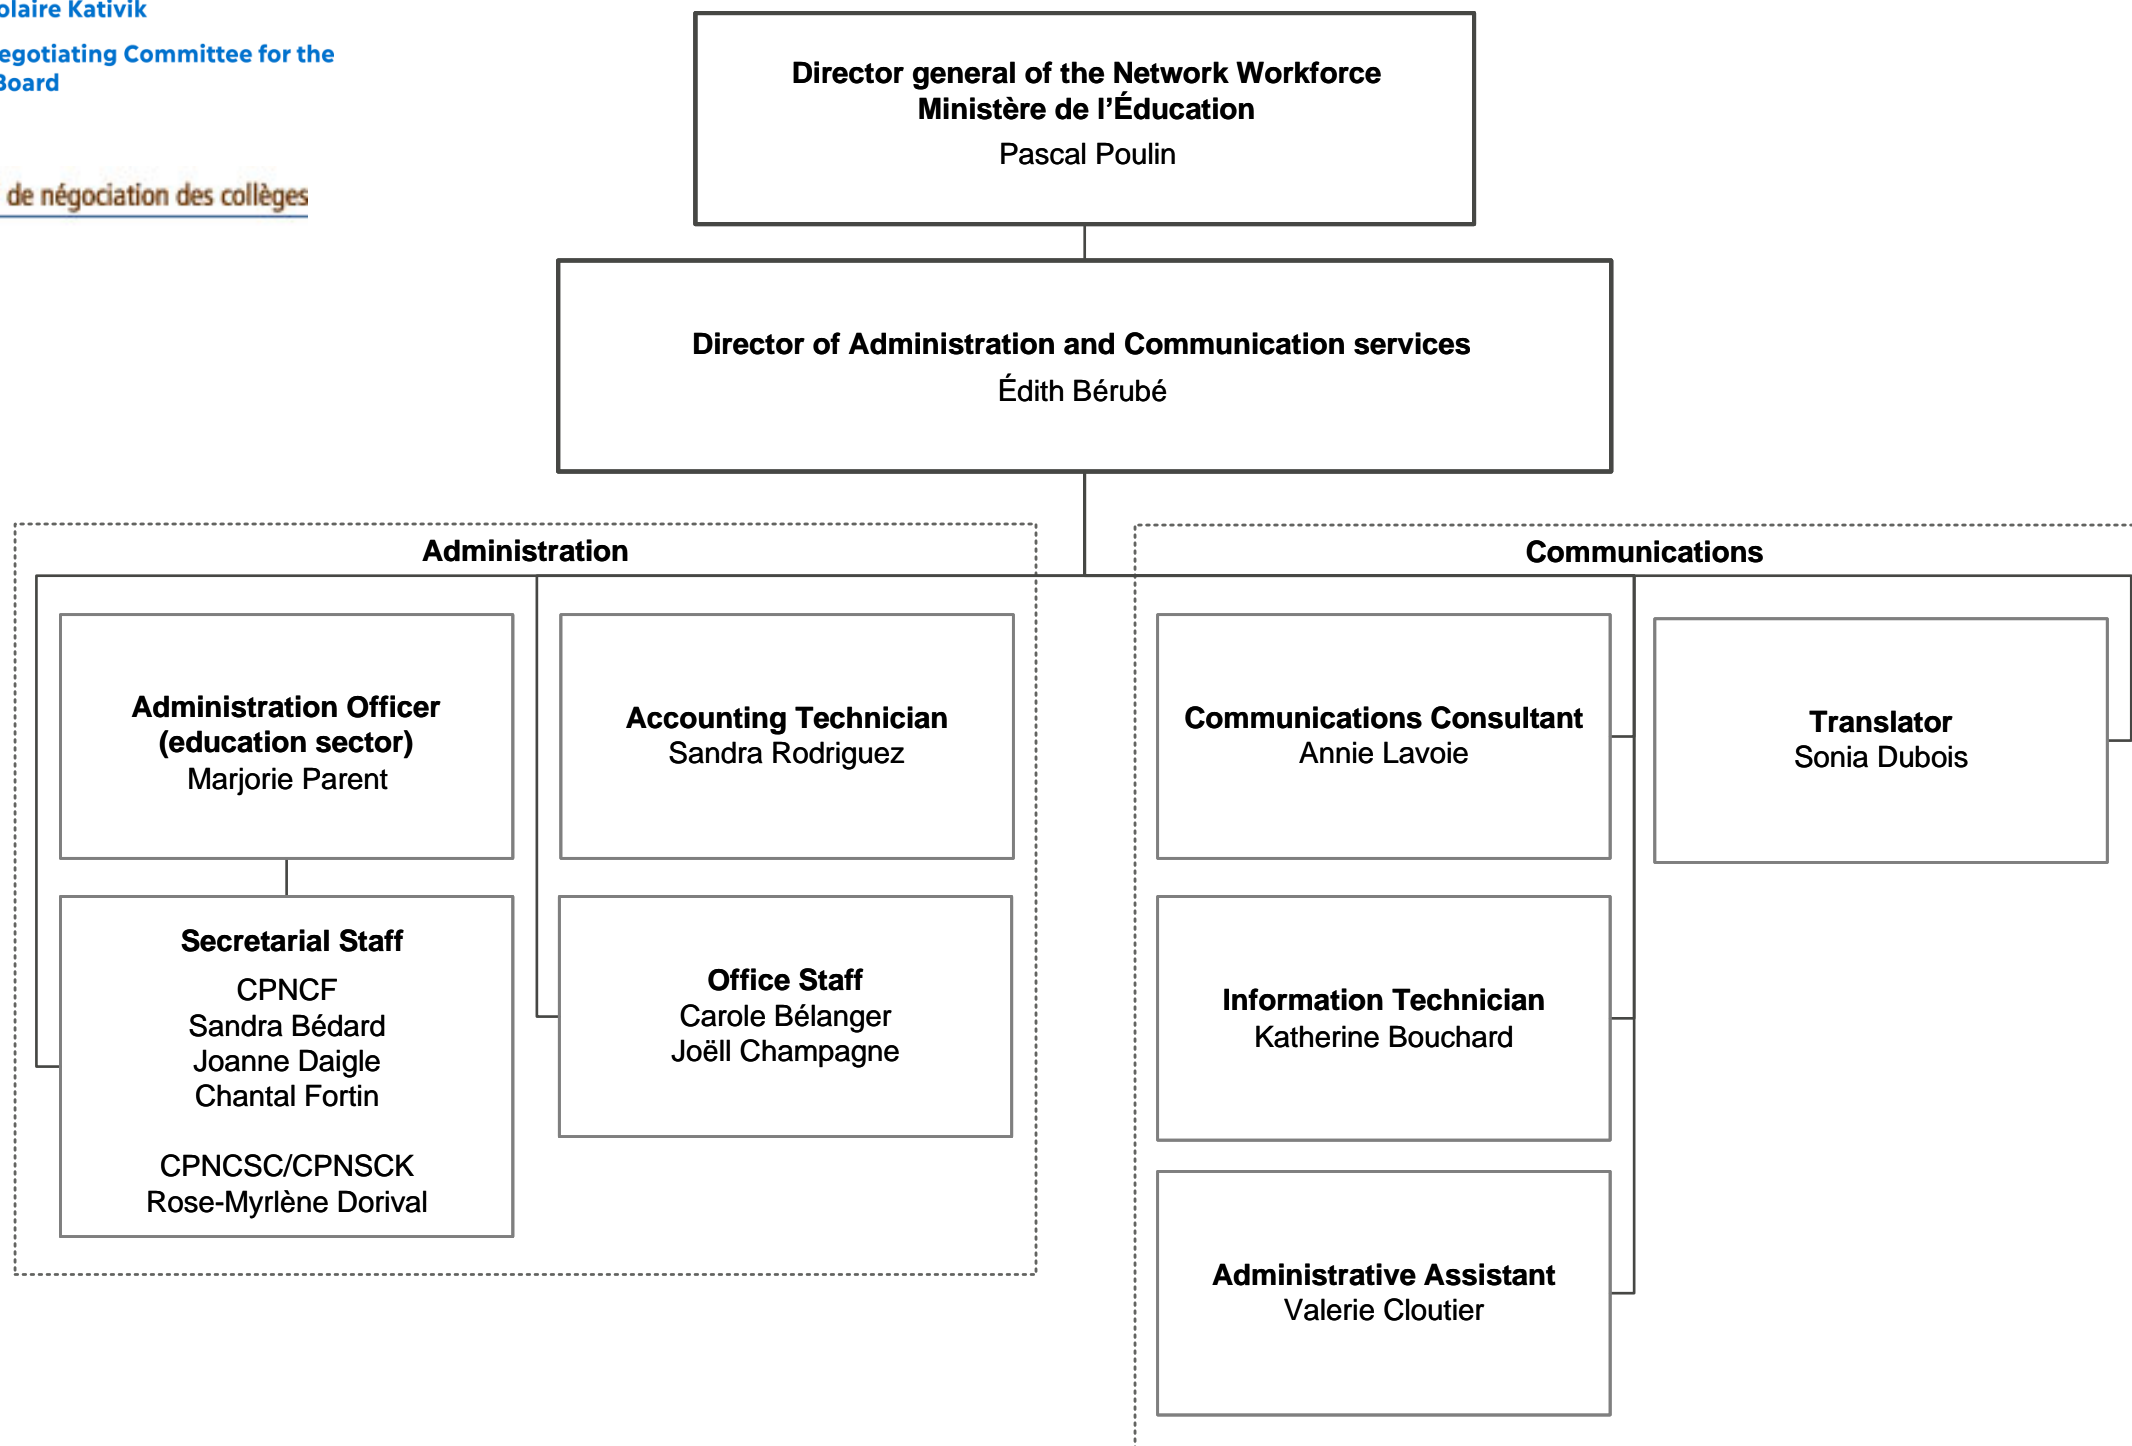 olaire Kativik
egotiating Committee for the
Board
de négociation des collèges
Director general of the Network Workforce
Ministère de l'Éducation
Pascal Poulin
Director of Administration and Communication services
Édith Bérubé
Administration
Administration Officer
(education sector)
Marjorie Parent
Accounting Technician
Sandra Rodriguez
Secretarial Staff
CPNCF
Sandra Bédard
Joanne Daigle
Chantal Fortin
CPNCSC/CPNSCK
Rose-Myrlène Dorival
Office Staff
Carole Bélanger
Joëll Champagne
Communications
Communications Consultant
Annie Lavoie
Translator
Sonia Dubois
Information Technician
Katherine Bouchard
Administrative Assistant
Valerie Cloutier